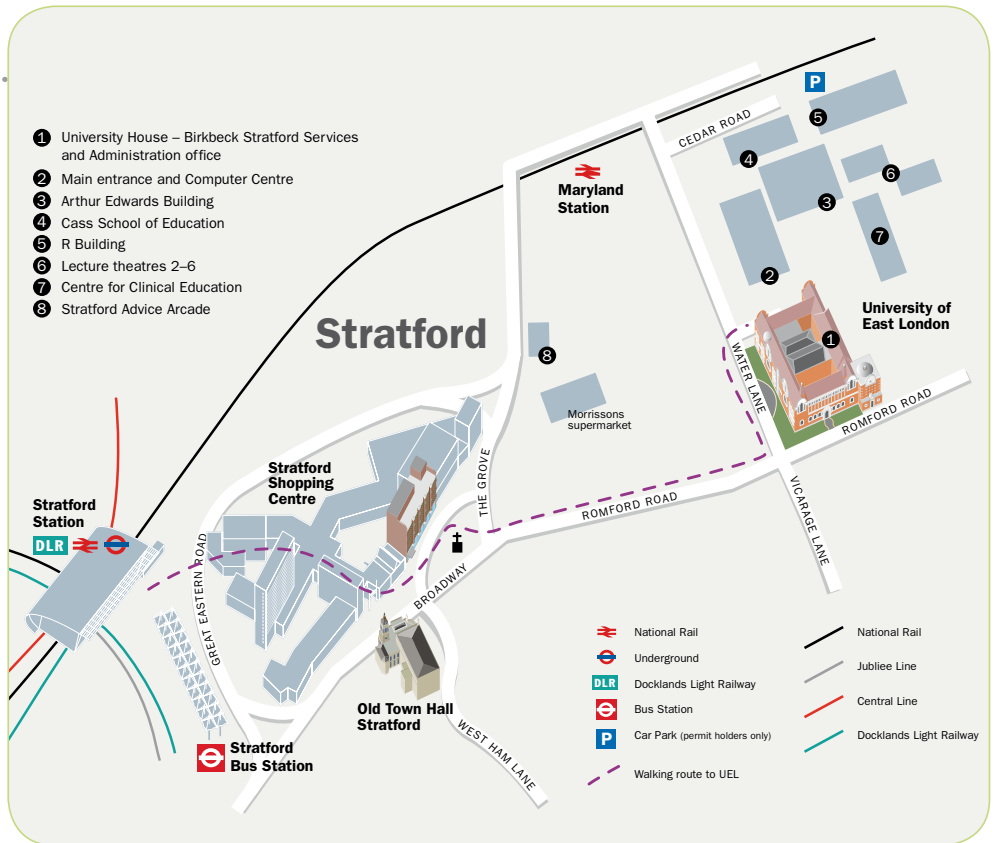 1 University House – Birkbeck Stratford Services
and Administration office
2 Main entrance and Computer Centre
3 Arthur Edwards Building
4 Cass School of Education
5 R Building
6 Lecture theatres 2–6
7 Centre for Clinical Education
8 Stratford Advice Arcade
P
CEDAR ROAD
5
4
6
3
7
2
Maryland
Station
Stratford
8
Morrissons
supermarket
University of
East London
1
WATER LANE
ROMFORD ROAD
VICARAGE LANE
ROMFORD ROAD
THE GROVE
Stratford
Shopping
Centre
Stratford
Station
DLR
GREAT EASTERN ROAD
BROADWAY
Old Town Hall
Stratford
WEST HAM LANE
Stratford
Bus Station
National Rail
Underground
DLR Docklands Light Railway
Bus Station
P Car Park (permit holders only)
Walking route to UEL
National Rail
Jubliee Line
Central Line
Docklands Light Railway